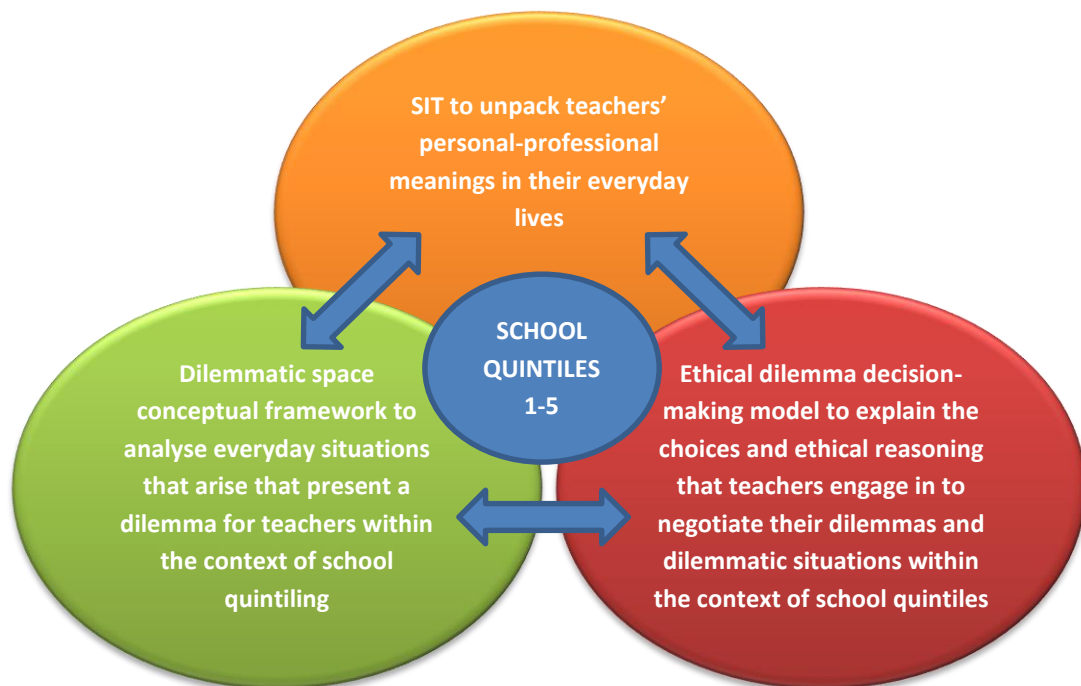 SIT to unpack teachers’
personal-professional
meanings in their everyday
lives
SCHOOL
QUINTILES
1-5
Dilemmatic space
conceptual framework to
analyse everyday situations
that arise that present a
dilemma for teachers within
the context of school
quintiling
Ethical dilemma decision-
making model to explain the
choices and ethical reasoning
that teachers engage in to
negotiate their dilemmas and
dilemmatic situations within
the context of school quintiles